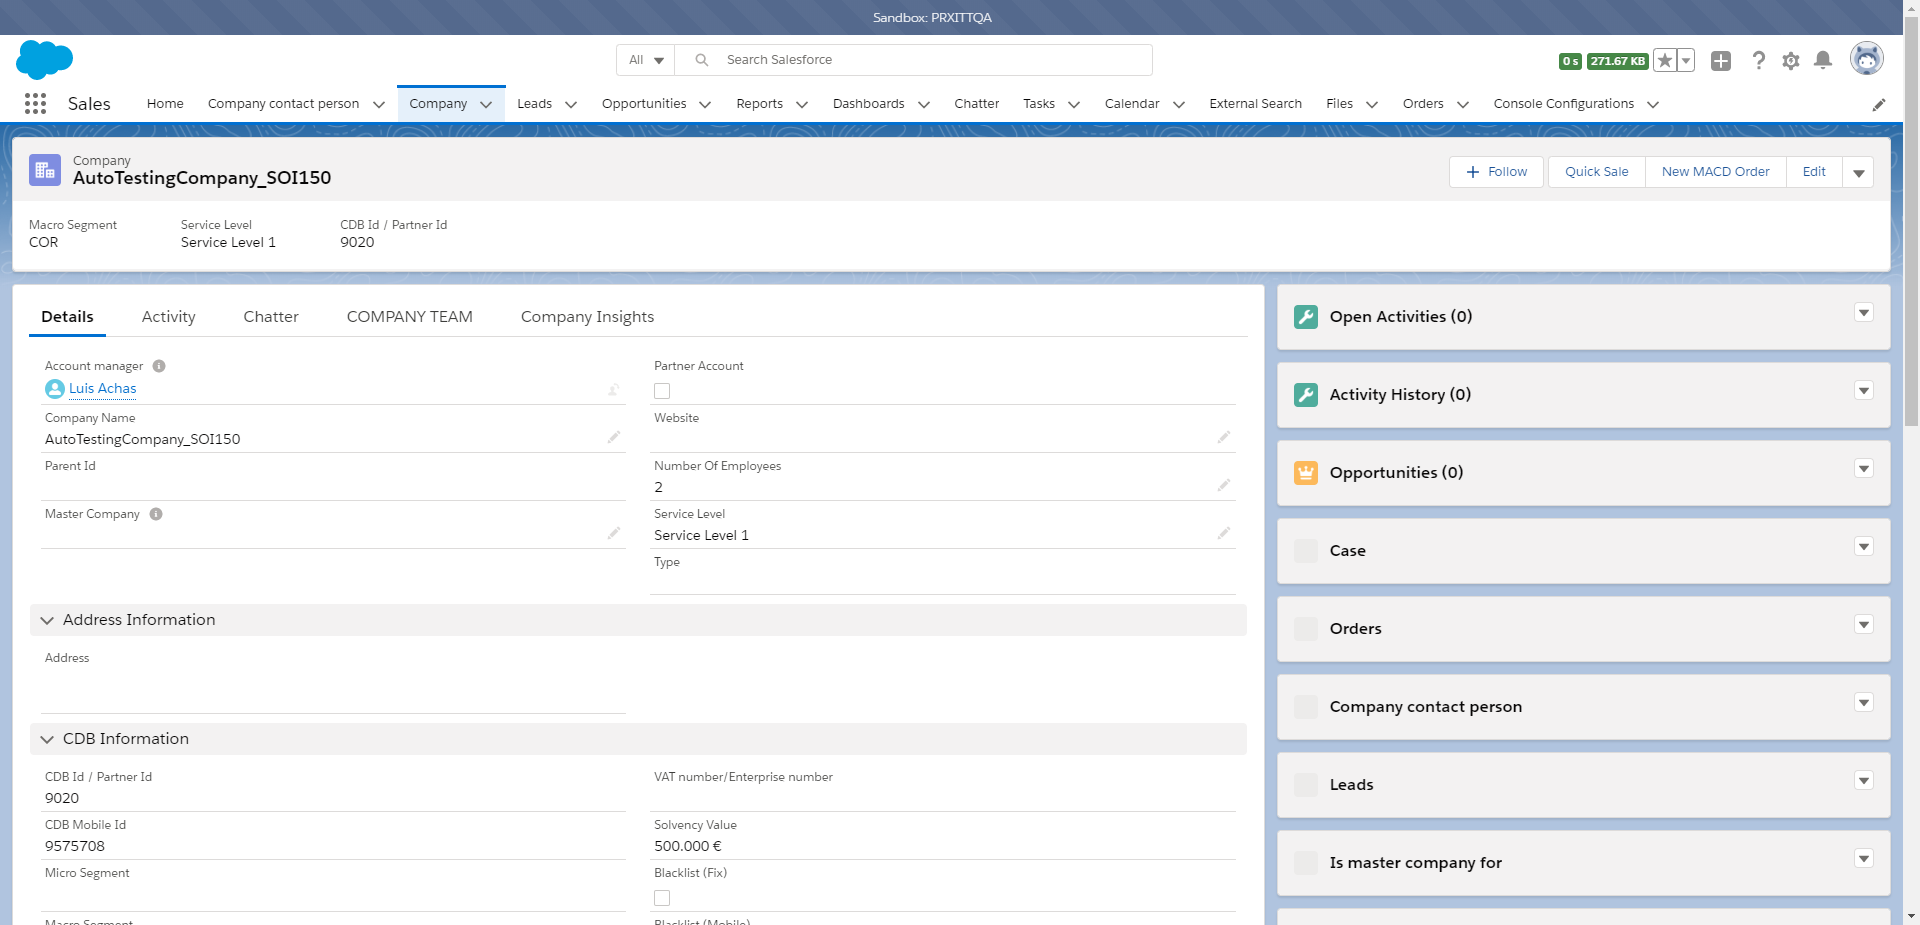 Sandbox: PRXITTQA
All
Search Salesforce
0 s 271.67 KB
Sales Home Company contact person Company Leads Opportunities Reports Dashboards Chatter Tasks Calendar External Search Files Orders Console Configurations
Company
AutoTestingCompany_SOI150
Follow Quick Sale New MACD Order Edit
Macro Segment Service Level CDB Id / Partner Id
COR Service Level 1 9020
Details Activity Chatter COMPANY TEAM Company Insights
Account manager
Luis Achas
Partner Account
Company Name
AutoTestingCompany_SOI150
Website
Parent Id
Number Of Employees
2
Master Company
Service Level
Service Level 1
Type
Address Information
Address
CDB Information
CDB Id / Partner Id
9020
VAT number/Enterprise number
CDB Mobile Id
9575708
Solvency Value
500.000 €
Micro Segment
Blacklist (Fix)
Macro Segment
Blacklist (Mobile)
Open Activities (0)
Activity History (0)
Opportunities (0)
Case
Orders
Company contact person
Leads
Is master company for